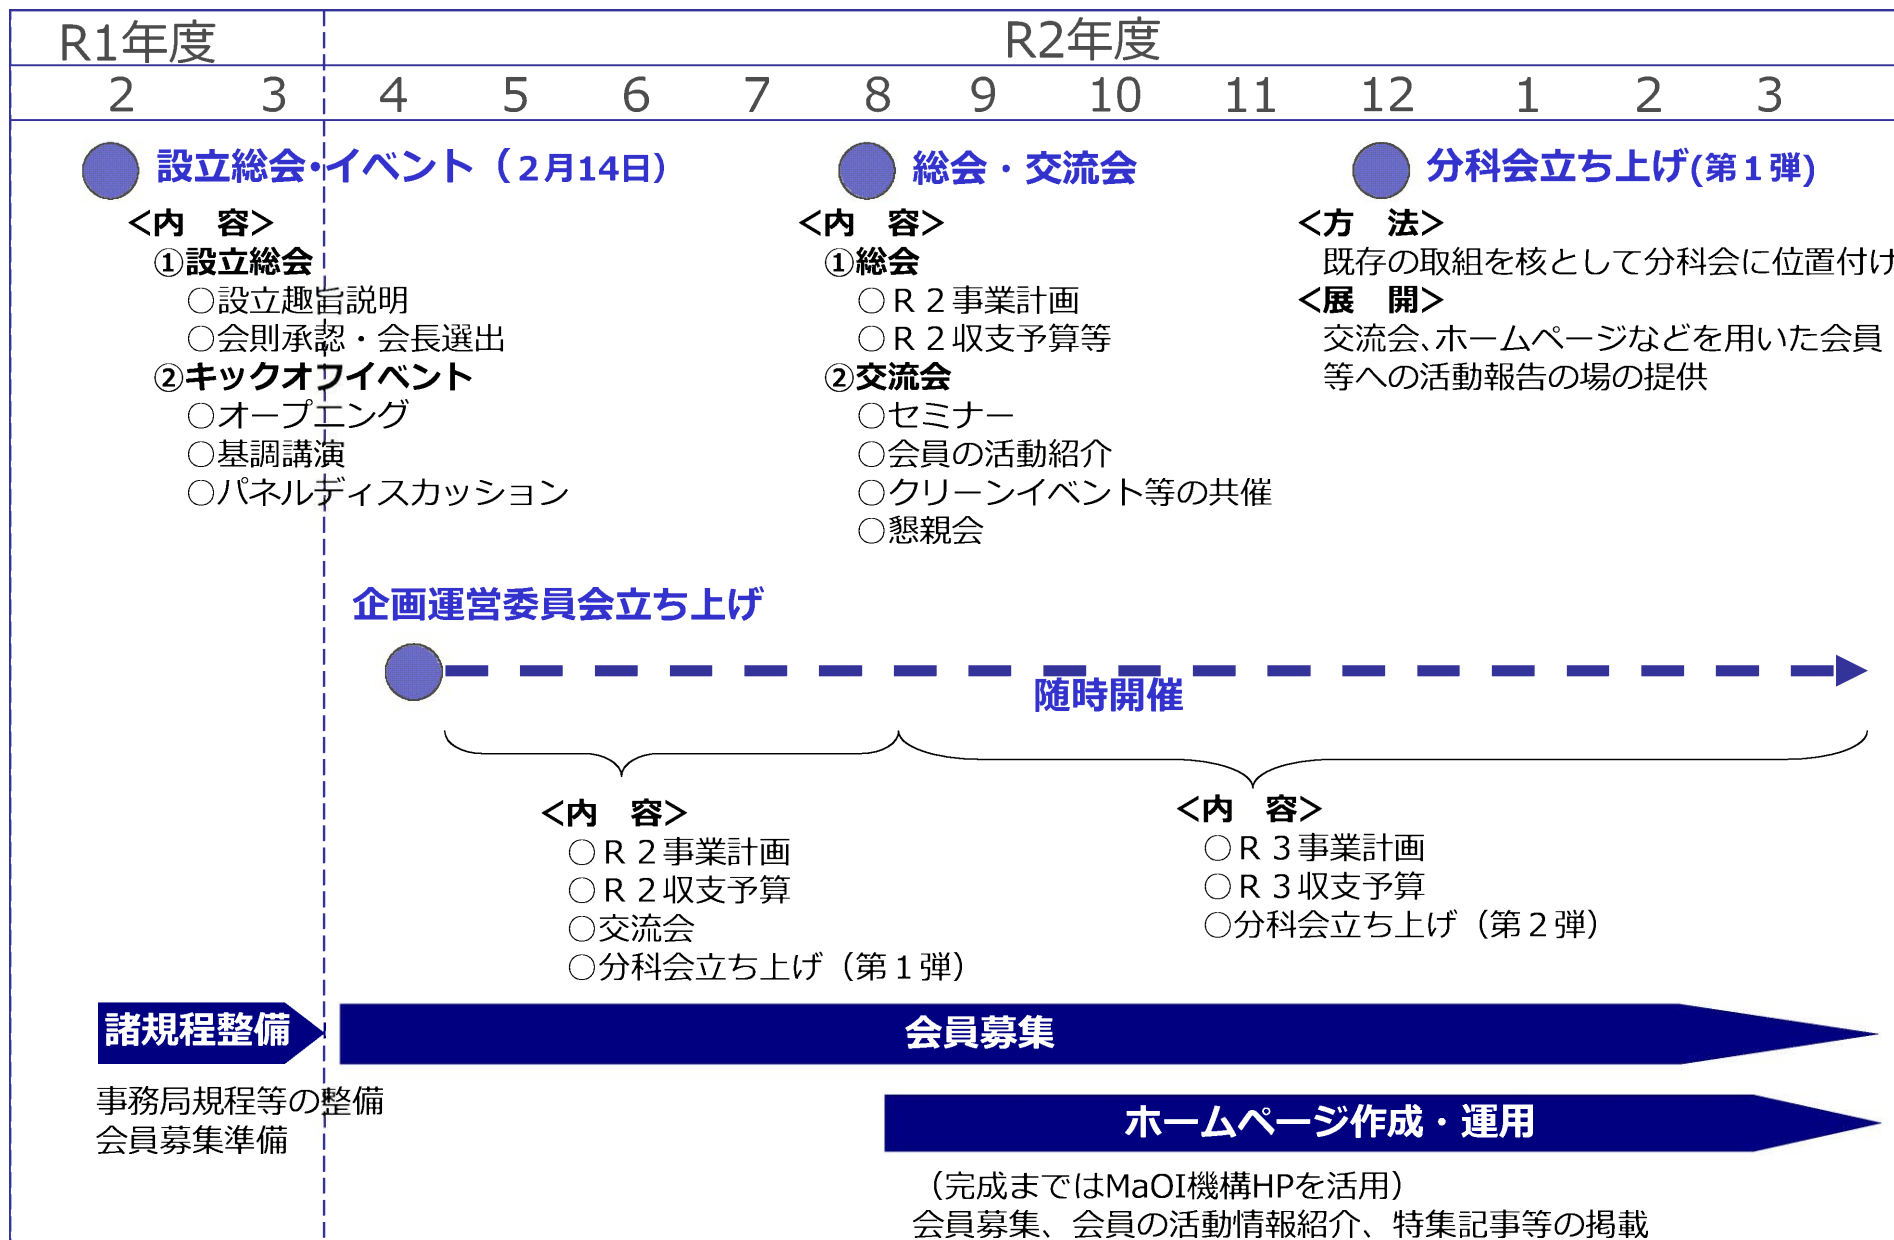 R1年度
R2年度
2 3 4 5 6 7 8 9 10 11 12 1 2 3
設立総会・イベント（２月14日）
＜内　容＞
①設立総会
○設立趣旨説明
○会則承認・会長選出
②キックオフイベント
○オープニング
○基調講演
○パネルディスカッション
総会・交流会
＜内　容＞
①総会
○Ｒ２事業計画
○Ｒ２収支予算等
②交流会
○セミナー
○会員の活動紹介
○クリーンイベント等の共催
○懇親会
分科会立ち上げ(第１弾)
＜方　法＞
既存の取組を核として分科会に位置付け
＜展　開＞
交流会、ホームページなどを用いた会員
等への活動報告の場の提供
企画運営委員会立ち上げ
随時開催
＜内　容＞
○Ｒ２事業計画
○Ｒ２収支予算
○交流会
○分科会立ち上げ（第１弾）
＜内　容＞
○Ｒ３事業計画
○Ｒ３収支予算
○分科会立ち上げ（第２弾）
諸規程整備
会員募集
事務局規程等の整備
会員募集準備
ホームページ作成・運用
（完成まではMaOI機構HPを活用）
会員募集、会員の活動情報紹介、特集記事等の掲載